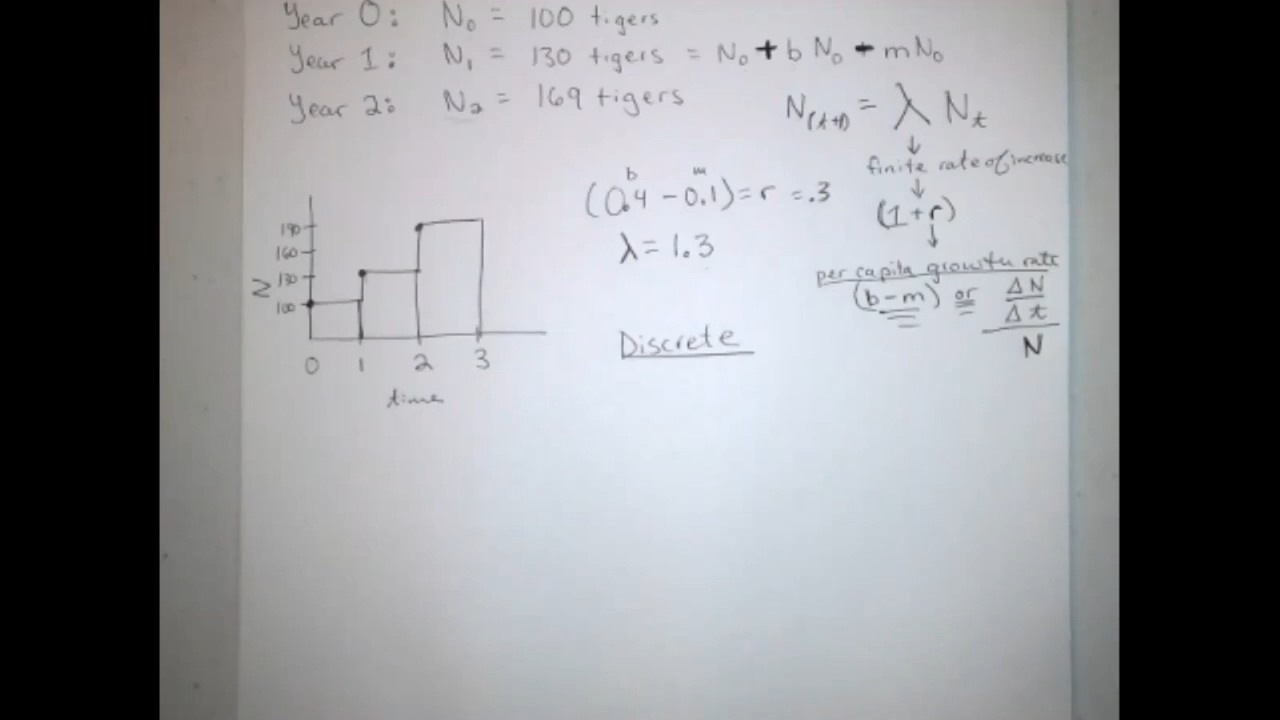 Year 0: N₀ = 100 tigers
Year 1: N₁ = 130 tigers = N₀ + b N₀ - m N₀
Year 2: N₂ = 169 tigers
N(t+1) = λ Nt
↓
finite rate of increase
↓
(1+r)
↓
per capita growth rate
(b-m) or ΔN
Δt
N
b m
(0.4 - 0.1) = r = .3
λ = 1.3
Discrete
190
160
130
100
N
0 1 2 3
time